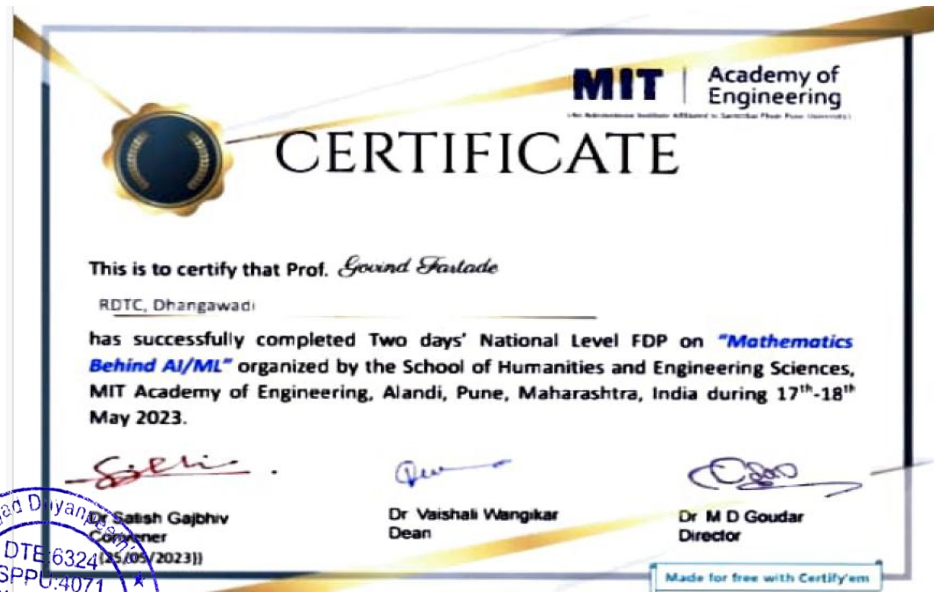 MIT | Academy of
Engineering
CERTIFICATE
This is to certify that Prof. Govind Fartade
RDTC, Dhangawadi
has successfully completed Two days' National Level FDP on "Mathematics
Behind AI/ML" organized by the School of Humanities and Engineering Sciences,
MIT Academy of Engineering, Alandi, Pune, Maharashtra, India during 17th-18th
May 2023.
Dr Satish Gajbhiv
Convener
(25/05/2023))
Dr Vaishali Wangikar
Dean
Dr M D Goudar
Director
DTE:6324
SPPU:4071
Made for free with Certify'em